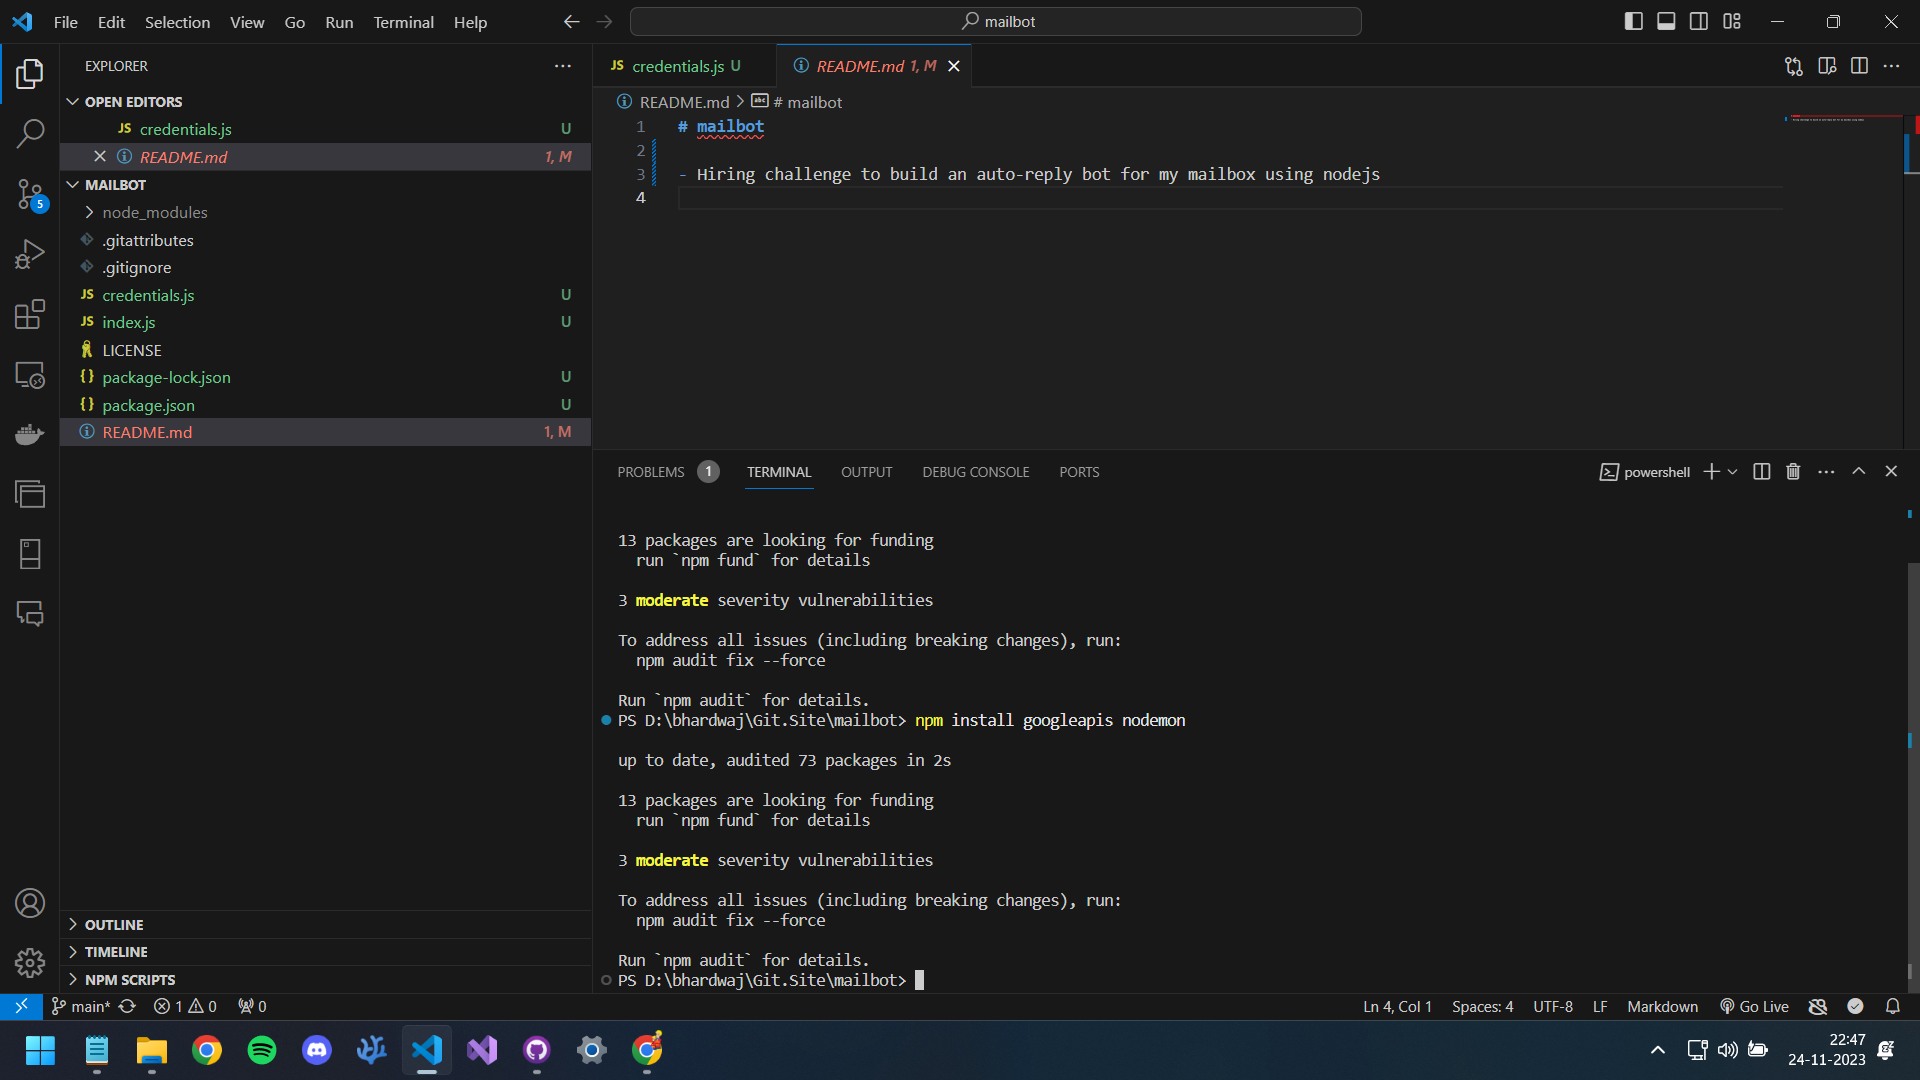 File Edit Selection View Go Run Terminal Help
mailbot
EXPLORER
OPEN EDITORS
JS credentials.js U
README.md 1, M
MAILBOT
node_modules
.gitattributes
.gitignore
JS credentials.js U
JS index.js U
LICENSE
{} package-lock.json U
{} package.json U
README.md 1, M
5
OUTLINE
TIMELINE
NPM SCRIPTS
JS credentials.js U
README.md 1, M
README.md > abc # mailbot
1 # mailbot
2
3 - Hiring challenge to build an auto-reply bot for my mailbox using nodejs
4
PROBLEMS 1 TERMINAL OUTPUT DEBUG CONSOLE PORTS
powershell
13 packages are looking for funding
run `npm fund` for details
3 moderate severity vulnerabilities
To address all issues (including breaking changes), run:
npm audit fix --force
Run `npm audit` for details.
PS D:\bhardwaj\Git.Site\mailbot> npm install googleapis nodemon
up to date, audited 73 packages in 2s
13 packages are looking for funding
run `npm fund` for details
3 moderate severity vulnerabilities
To address all issues (including breaking changes), run:
npm audit fix --force
Run `npm audit` for details.
PS D:\bhardwaj\Git.Site\mailbot>
main* 1 0 0
Ln 4, Col 1 Spaces: 4 UTF-8 LF Markdown Go Live
22:47
24-11-2023